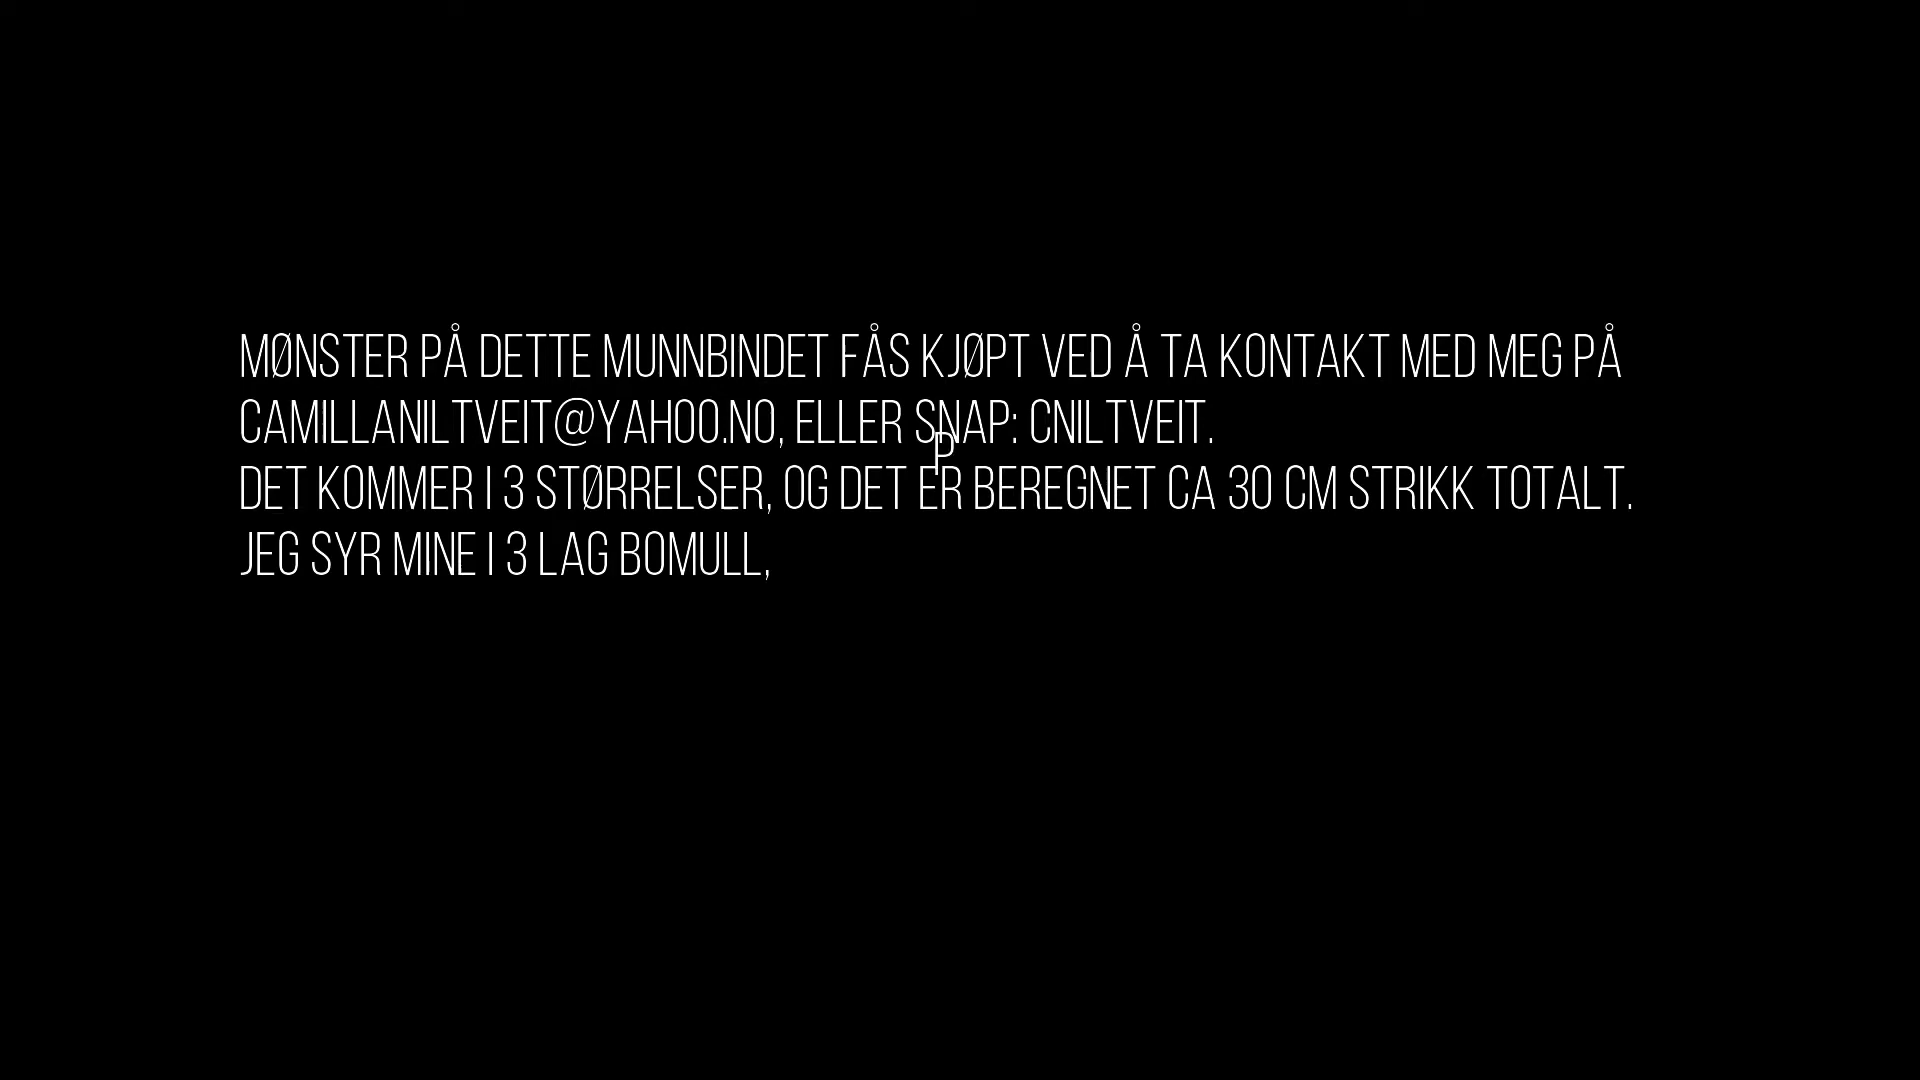 MØNSTER PÅ DETTE MUNNBINDET FÅS KJØPT VED Å TA KONTAKT MED MEG PÅ
CAMILLANILTVEIT@YAHOO.NO, ELLER SNAP: CNILTVEIT.
P
DET KOMMER I 3 STØRRELSER, OG DET ER BEREGNET CA 30 CM STRIKK TOTALT.
JEG SYR MINE I 3 LAG BOMULL,